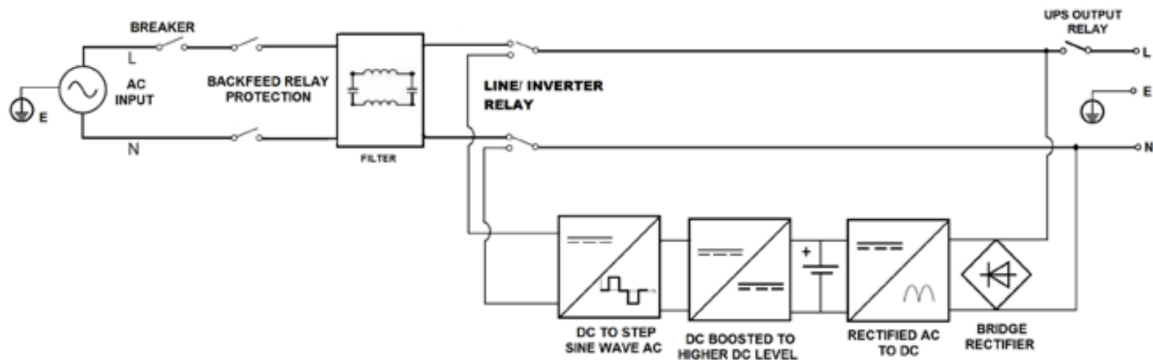 BREAKER
L
AC
INPUT
E
N
BACKFEED RELAY
PROTECTION
FILTER
LINE/ INVERTER
RELAY
UPS OUTPUT
RELAY
L
E
N
+
DC TO STEP
SINE WAVE AC
DC BOOSTED TO
HIGHER DC LEVEL
RECTIFIED AC
TO DC
BRIDGE
RECTIFIER